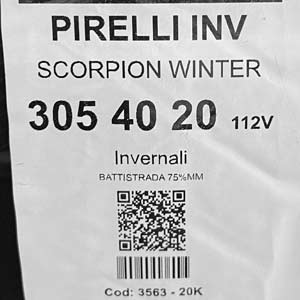 PIRELLI INV
SCORPION WINTER
305 40 20 112V
Invernali
BATTISTRADA 75%MM
Cod: 3563 - 20K